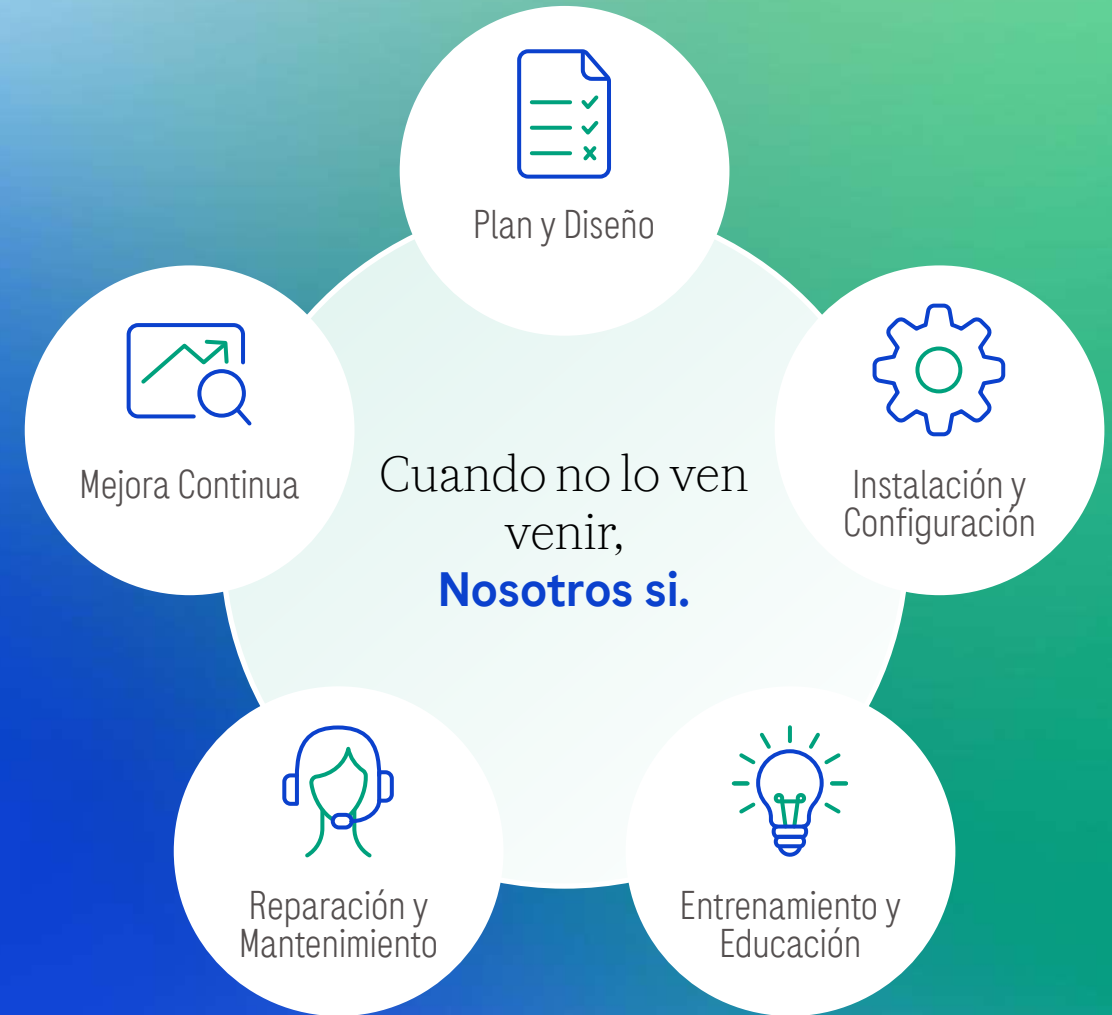 Plan y Diseño
Instalación y
Configuración
Entrenamiento y
Educación
Reparación y
Mantenimiento
Mejora Continua
Cuando no lo ven
venir,
Nosotros si.